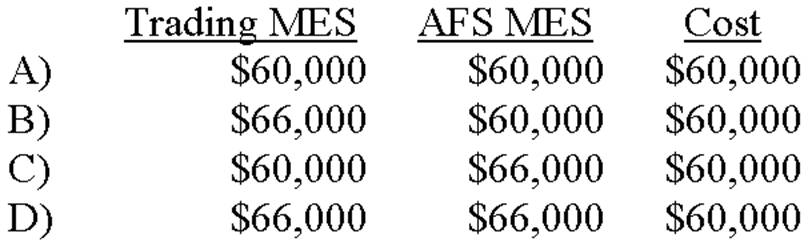 Trading MES AFS MES Cost
A) $60,000 $60,000 $60,000
B) $66,000 $60,000 $60,000
C) $60,000 $66,000 $60,000
D) $66,000 $66,000 $60,000